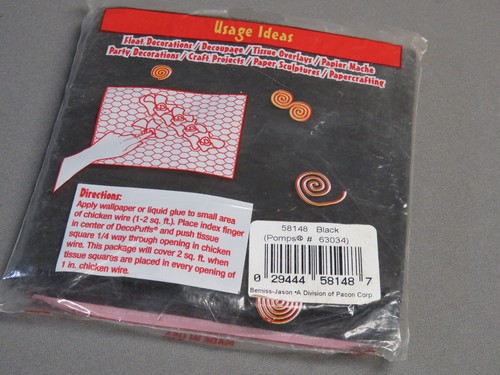 Usage Ideas
Float Decorations / Decoupage / Tissue Overlays / Papier Mache
Party Decorations / Craft Projects / Paper Sculptures / Papercrafting
Directions:
Apply wallpaper or liquid glue to small area
of chicken wire (1-2 sq. ft.). Place index finger
in center of DecoPuffs® and push tissue
square 1/4 way through opening in chicken
wire. This package will cover 2 sq. ft. when
tissue squares are placed in every opening of
1 in. chicken wire.
58148 Black
(Pomps® # 63034)
0 29444 58148 7
Bemiss-Jason • A Division of Pacon Corp